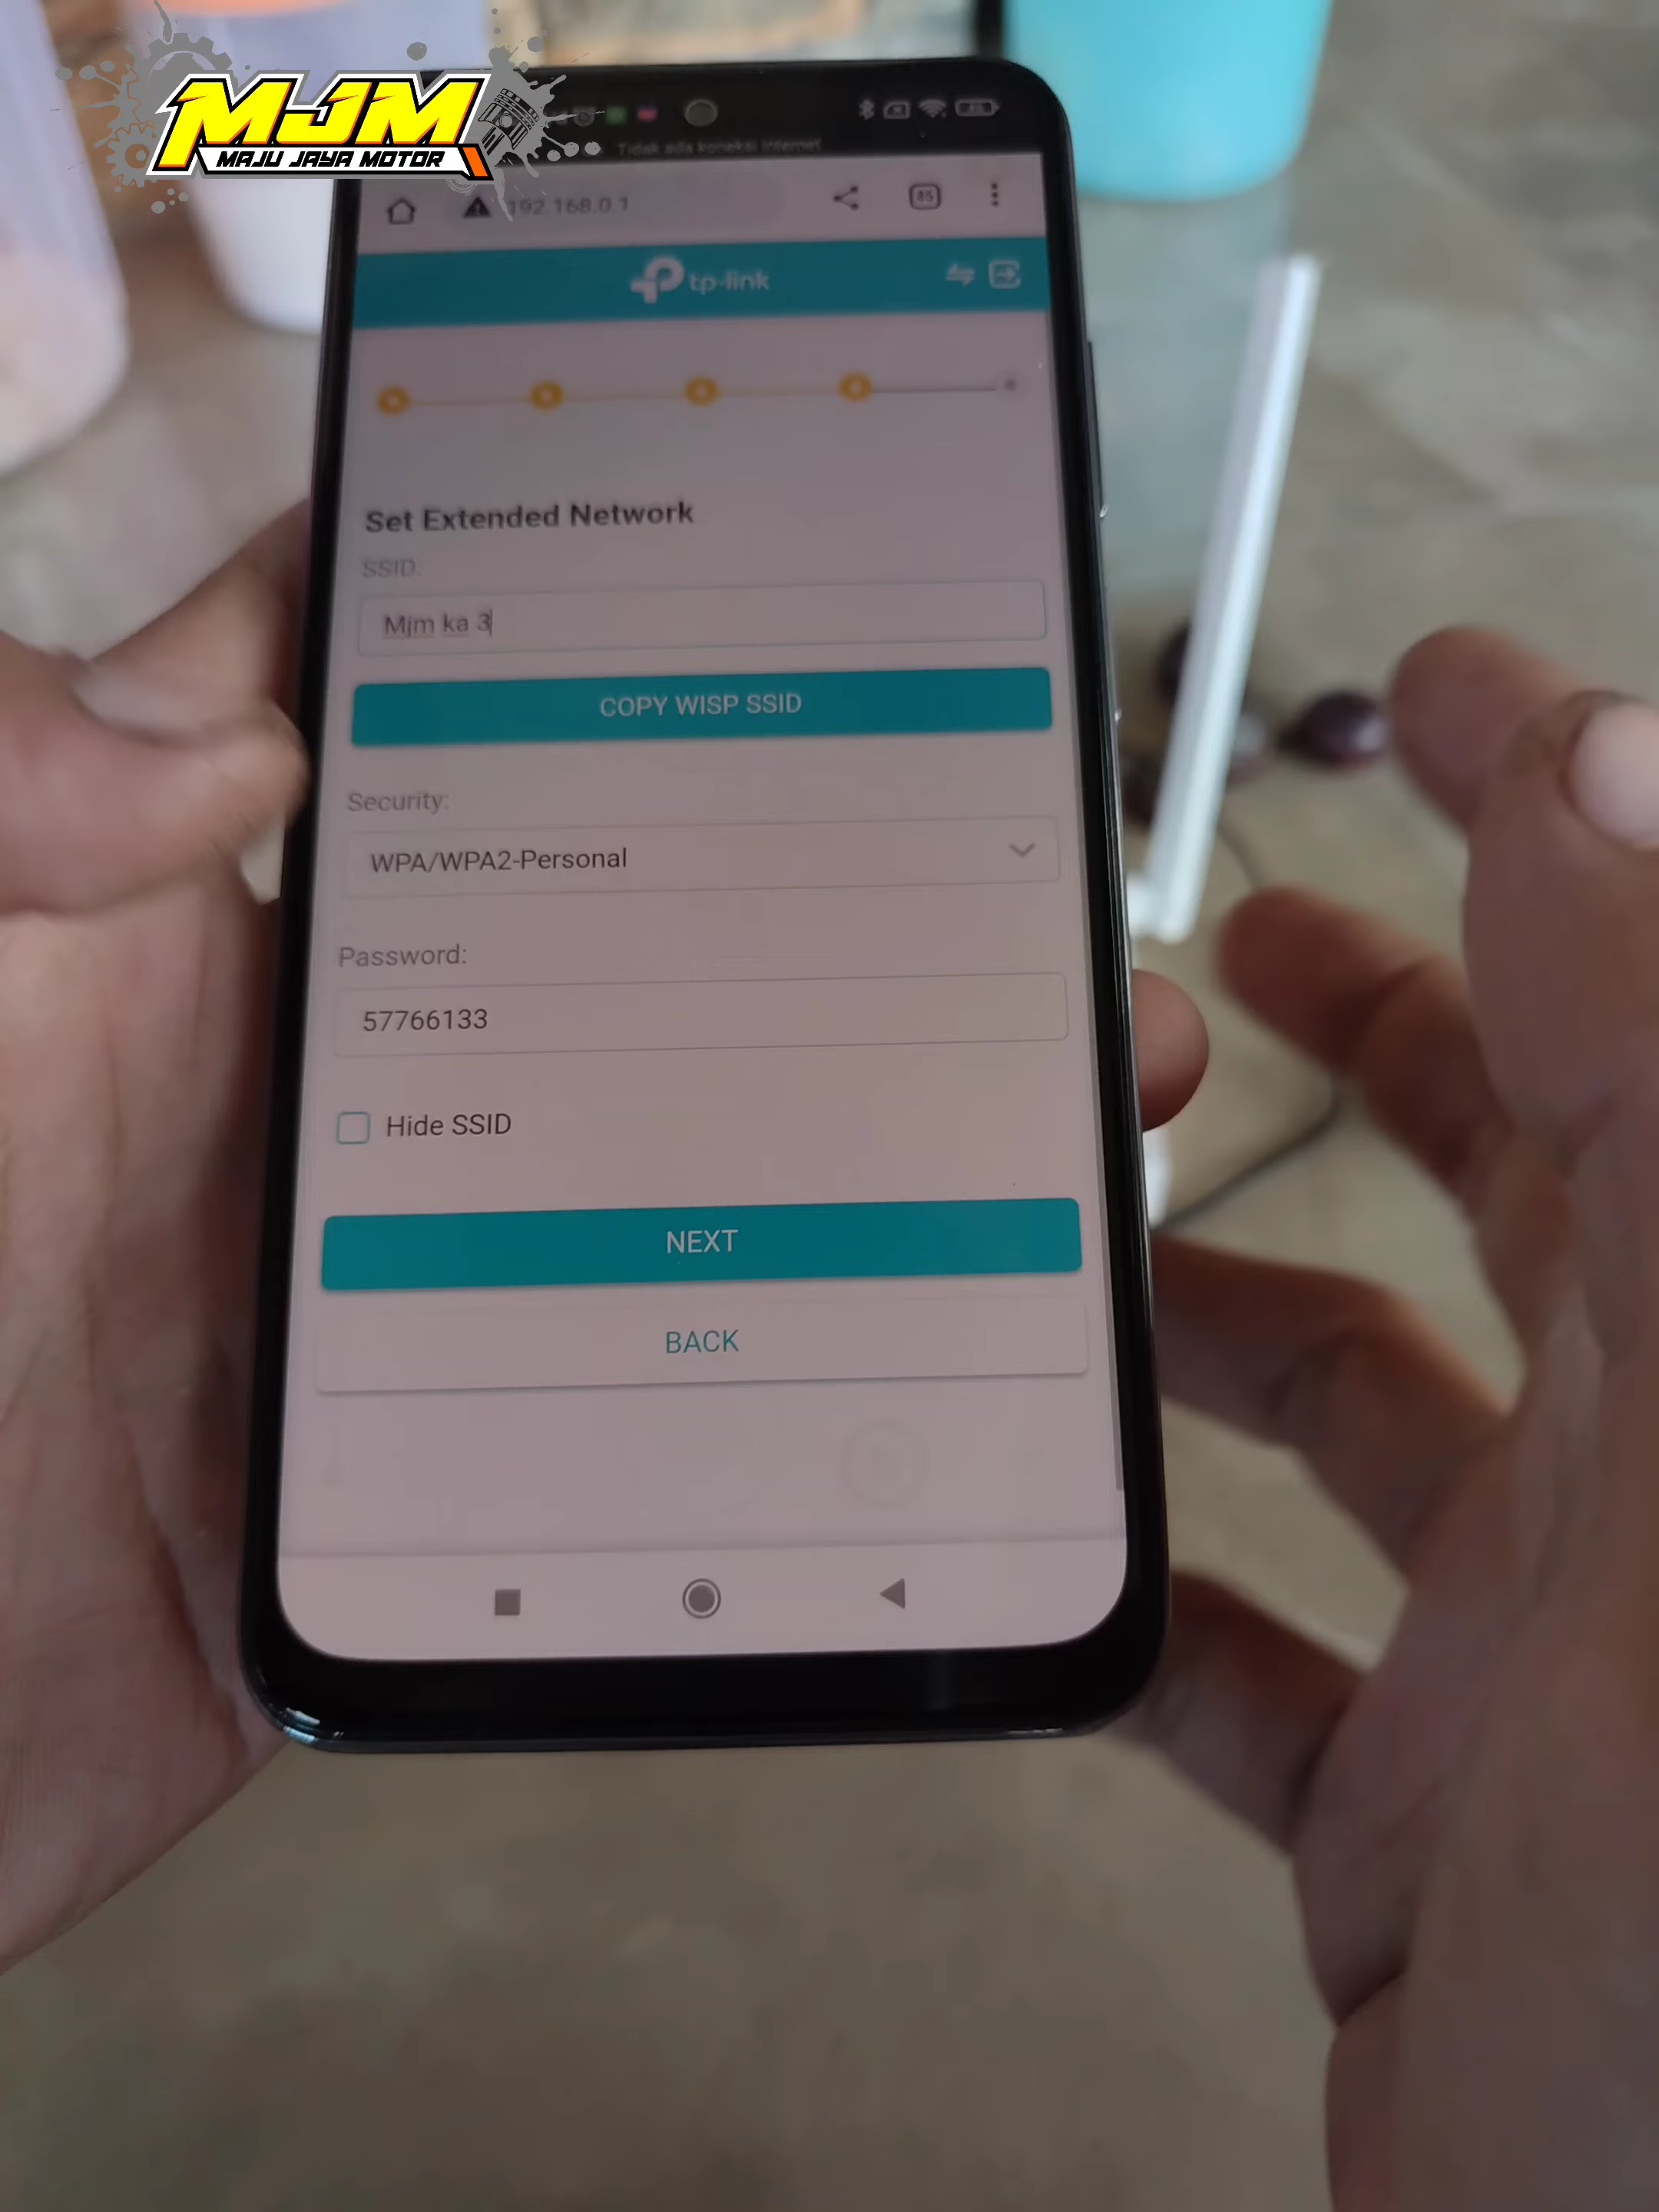 MJM
MAJU JAYA MOTOR
Tidak ada koneksi internet
192.168.0.1
85
tp-link
Set Extended Network
SSID:
Mjm ka 3
COPY WISP SSID
Security:
WPA/WPA2-Personal
Password:
57766133
Hide SSID
NEXT
BACK